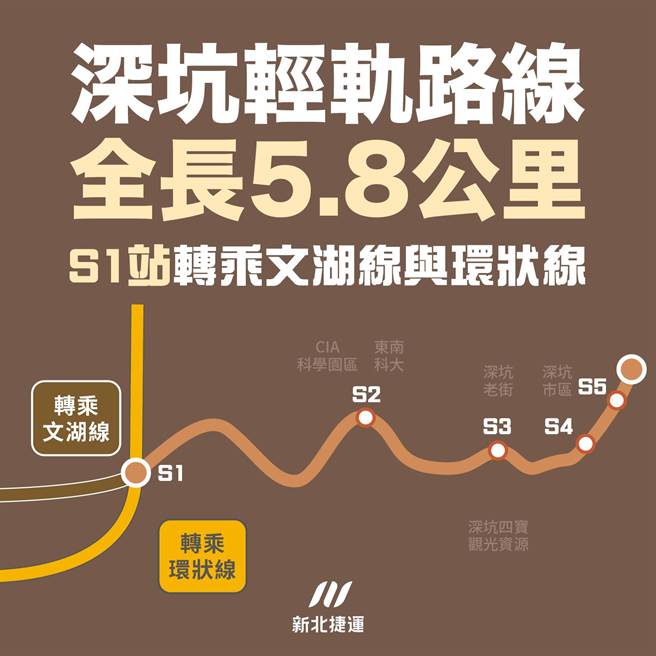 深坑輕軌路線
全長5.8公里
S1站轉乘文湖線與環狀線
CIA
科學園區
東南
科大
深坑
老街
深坑
市區
S5
S2
轉乘
文湖線
S3
S4
S1
深坑四寶
觀光資源
轉乘
環狀線
新北捷運